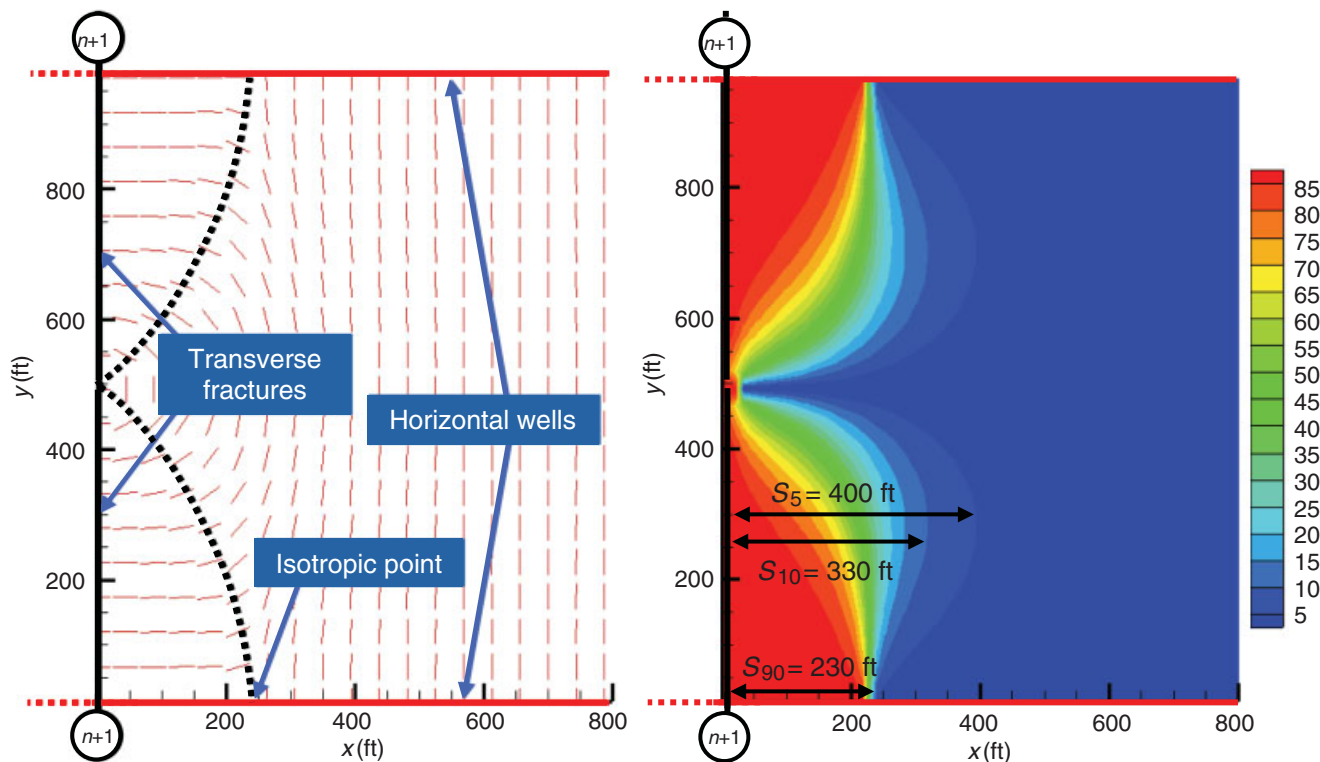 n+1
y (ft)
800
600
400
200
Transverse
fractures
Horizontal wells
Isotropic point
200 400 600 800
x (ft)
n+1
n+1
y (ft)
800
600
400
200
S5 = 400 ft
S10 = 330 ft
S90 = 230 ft
200 400 600 800
x (ft)
n+1
85
80
75
70
65
60
55
50
45
40
35
30
25
20
15
10
5